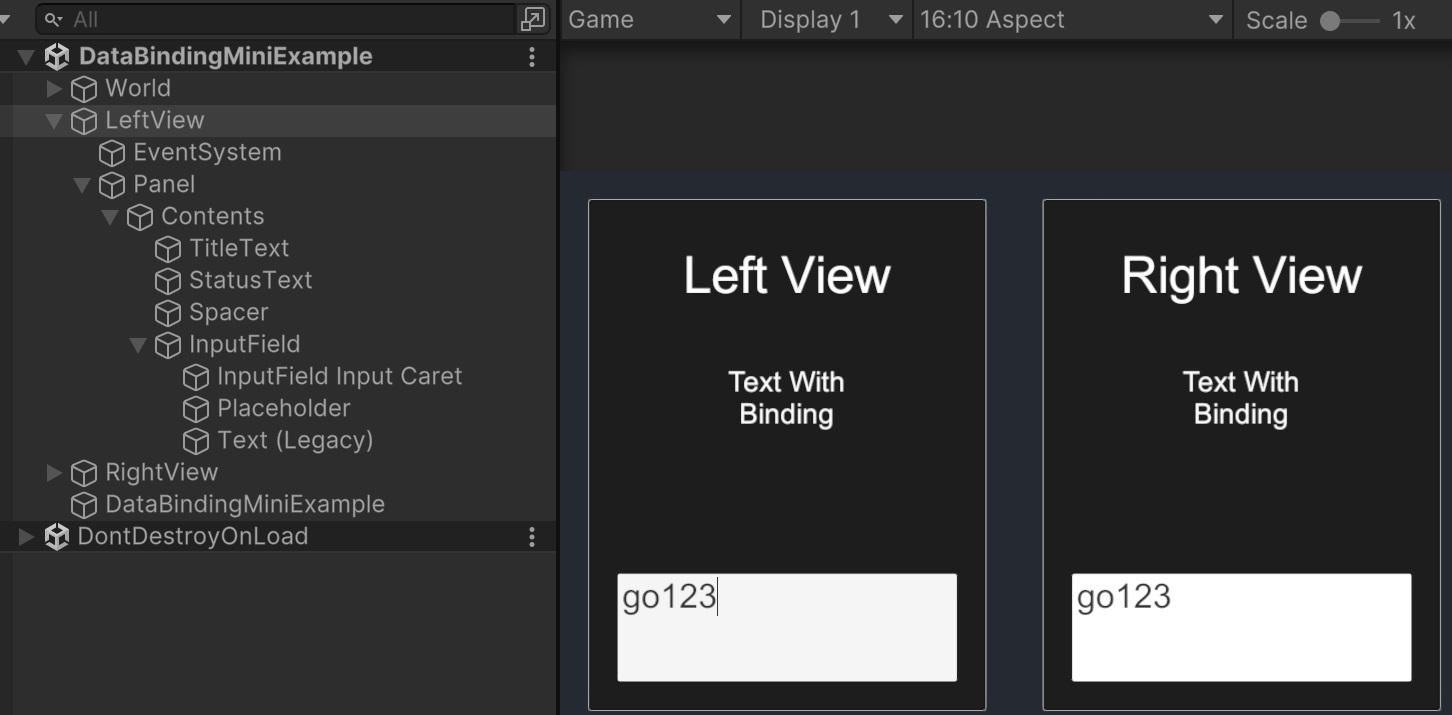 All
Game
Display 1
16:10 Aspect
Scale
1x
DataBindingMiniExample
World
LeftView
EventSystem
Panel
Contents
TitleText
StatusText
Spacer
InputField
InputField Input Caret
Placeholder
Text (Legacy)
RightView
DataBindingMiniExample
DontDestroyOnLoad
Left View
Text With
Binding
go123
Right View
Text With
Binding
go123